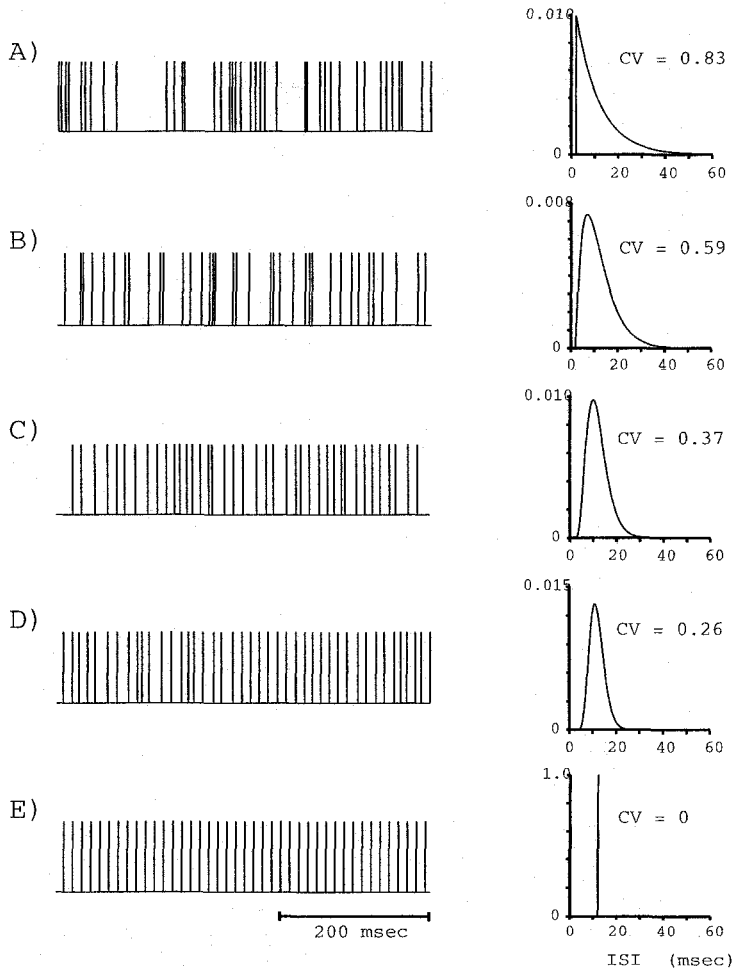 A)
0.010
CV = 0.83
0
0 20 40 60
B)
0.008
CV = 0.59
0
0 20 40 60
C)
0.010
CV = 0.37
0
0 20 40 60
D)
0.015
CV = 0.26
0
0 20 40 60
E)
1.0
CV = 0
0
0 20 40 60
200 msec
ISI (msec)